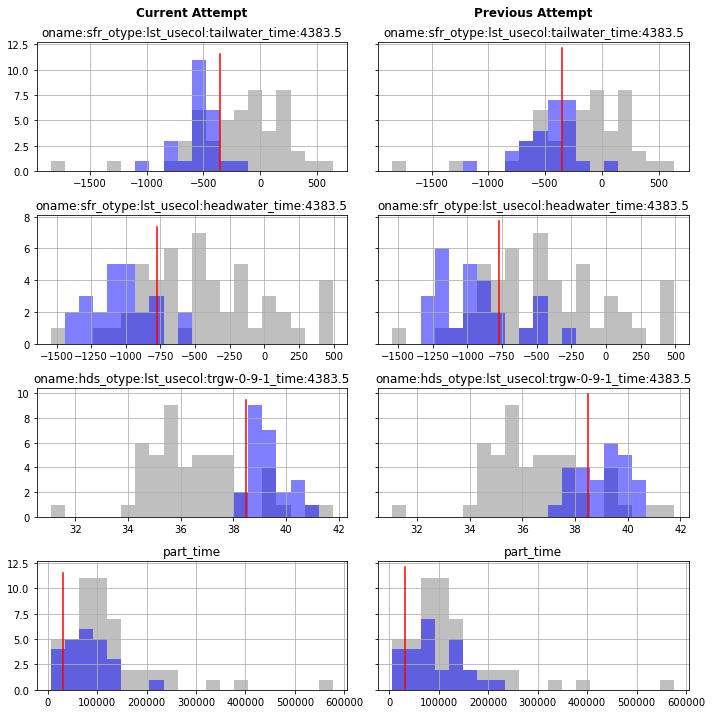 Current Attempt Previous Attempt
oname:sfr_otype:lst_usecol:tailwater_time:4383.5 oname:sfr_otype:lst_usecol:tailwater_time:4383.5
12.5
10.0
7.5
5.0
2.5
0.0
−1500 −1000 −500 0 500 −1500 −1000 −500 0 500
oname:sfr_otype:lst_usecol:headwater_time:4383.5 oname:sfr_otype:lst_usecol:headwater_time:4383.5
8
6
4
2
0
−1500 −1250 −1000 −750 −500 −250 0 250 500 −1500 −1250 −1000 −750 −500 −250 0 250 500
oname:hds_otype:lst_usecol:trgw-0-9-1_time:4383.5 oname:hds_otype:lst_usecol:trgw-0-9-1_time:4383.5
10
8
6
4
2
0
32 34 36 38 40 42 32 34 36 38 40 42
part_time part_time
12.5
10.0
7.5
5.0
2.5
0.0
0 100000 200000 300000 400000 500000 600000 0 100000 200000 300000 400000 500000 600000